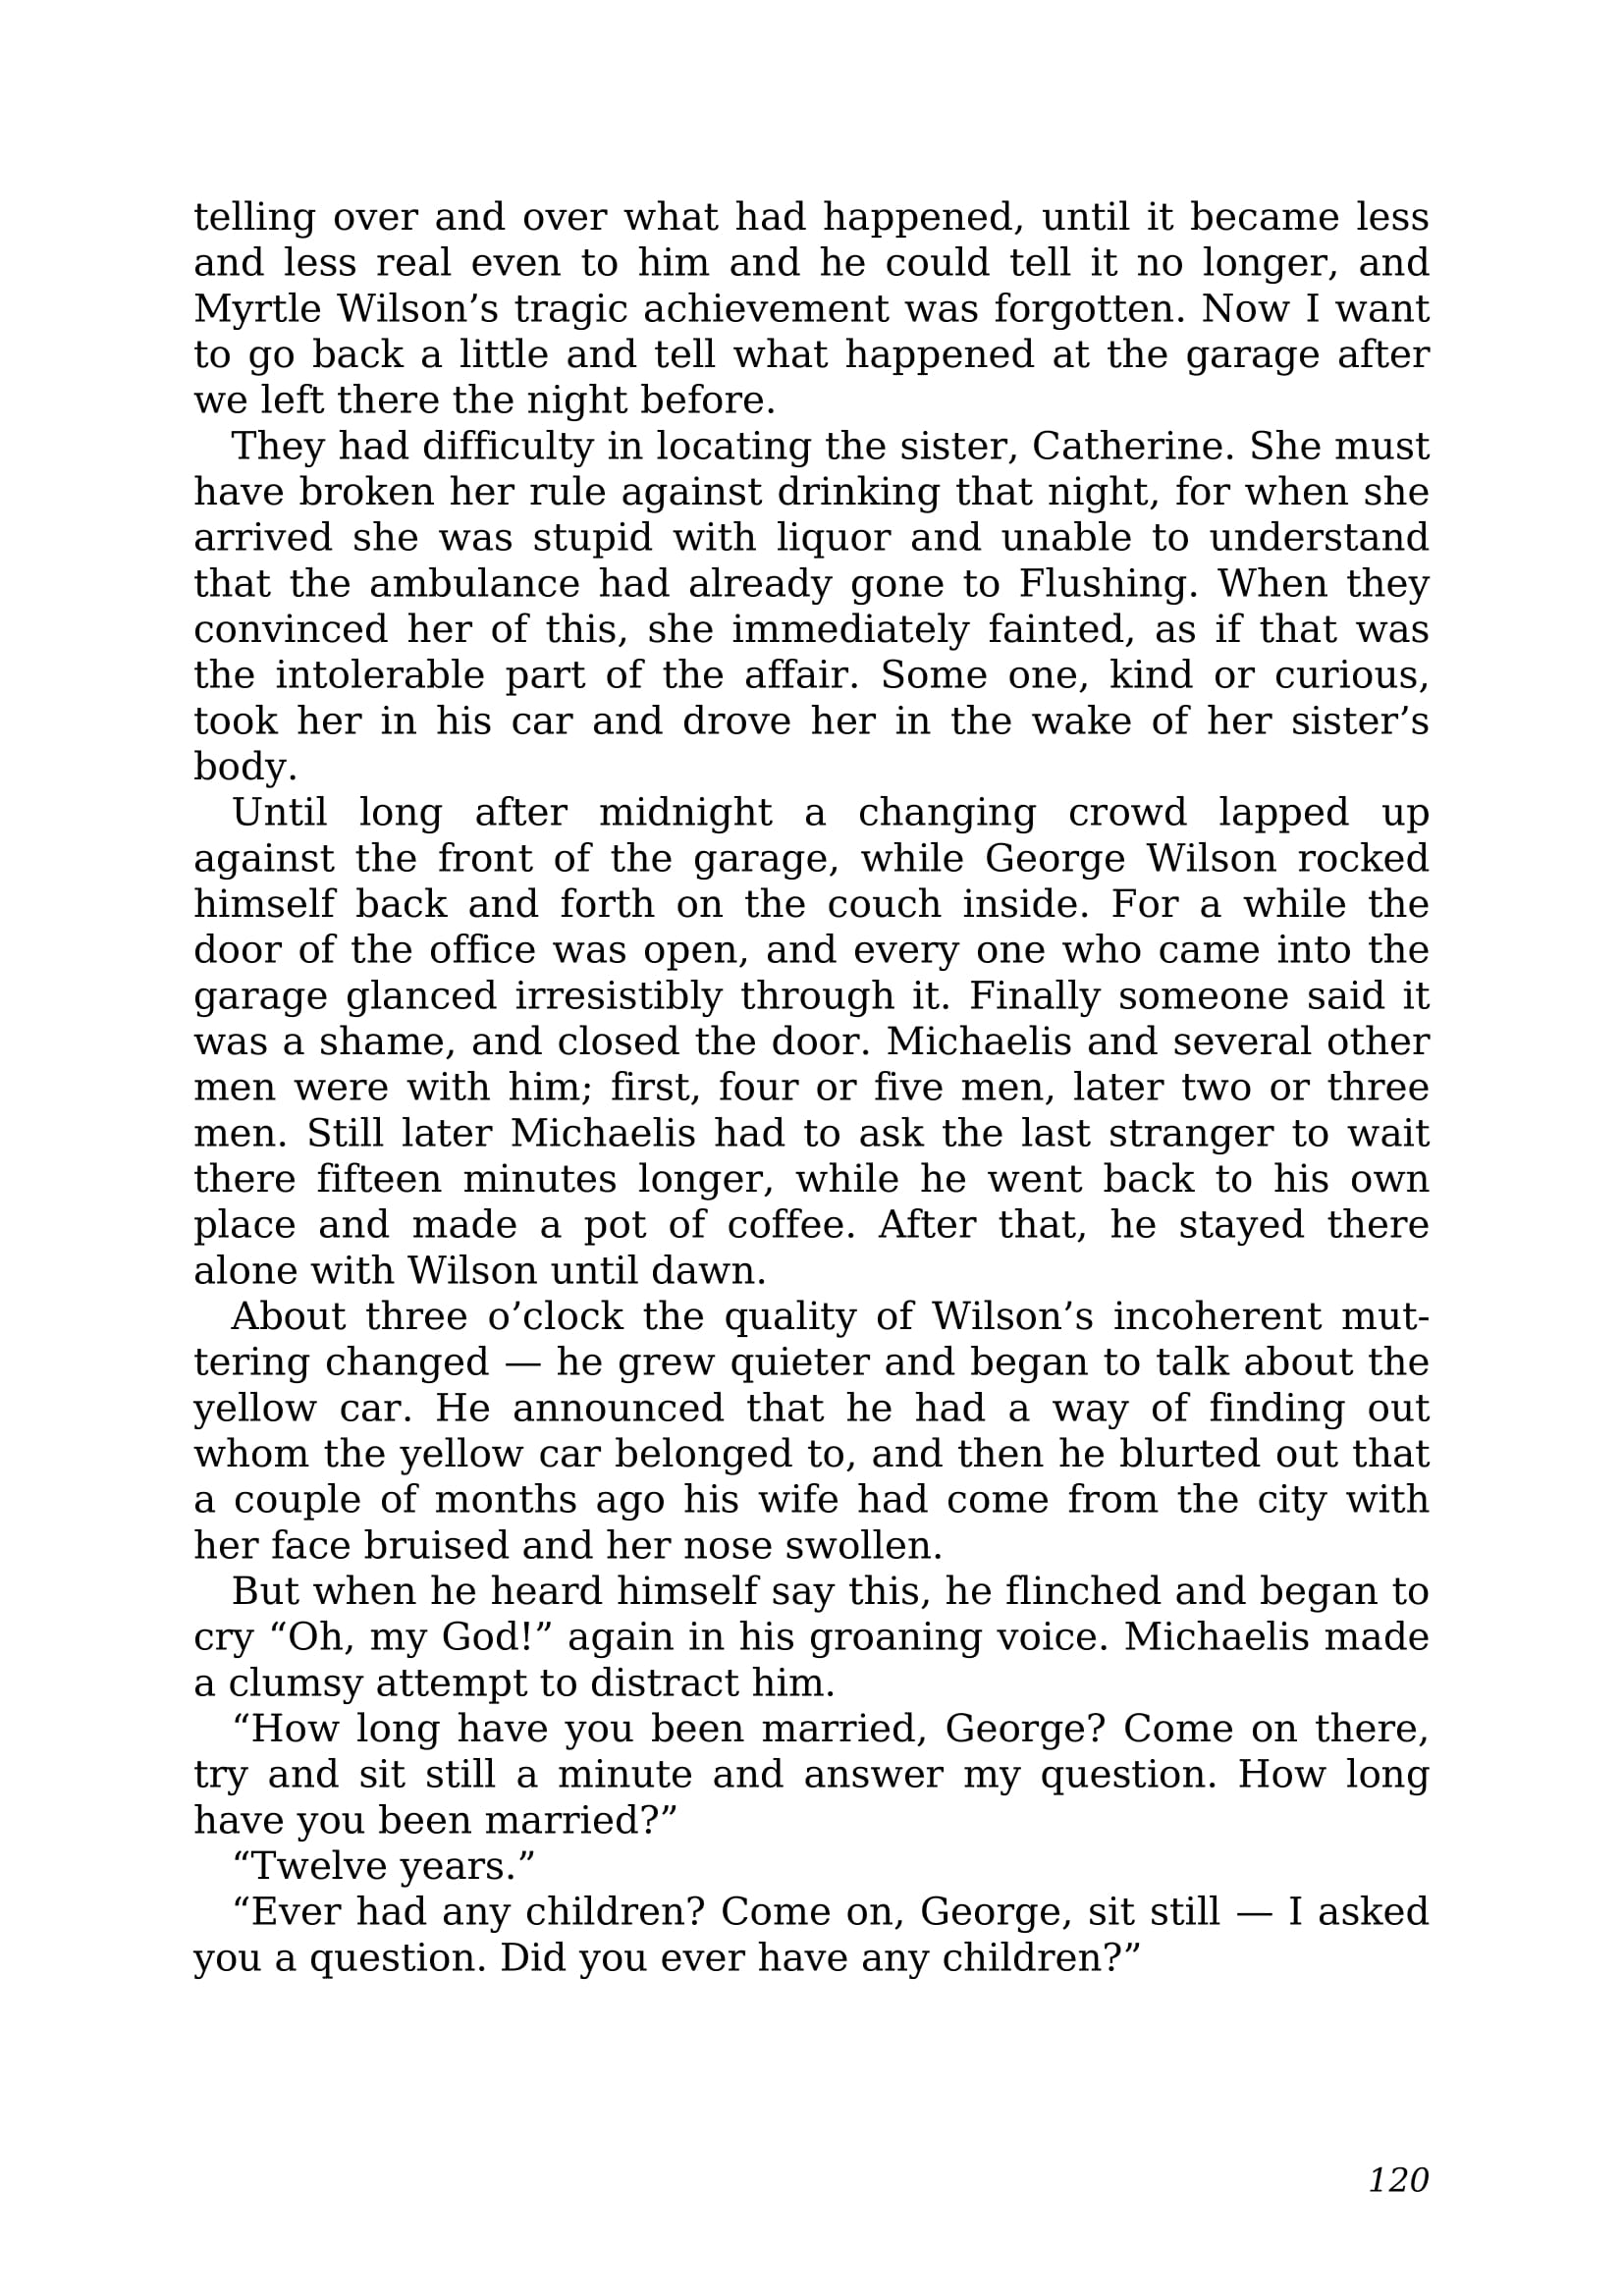 telling over and over what had happened, until it became less
and less real even to him and he could tell it no longer, and
Myrtle Wilson’s tragic achievement was forgotten. Now I want
to go back a little and tell what happened at the garage after
we left there the night before.
They had difficulty in locating the sister, Catherine. She must
have broken her rule against drinking that night, for when she
arrived she was stupid with liquor and unable to understand
that the ambulance had already gone to Flushing. When they
convinced her of this, she immediately fainted, as if that was
the intolerable part of the affair. Some one, kind or curious,
took her in his car and drove her in the wake of her sister’s
body.
Until long after midnight a changing crowd lapped up
against the front of the garage, while George Wilson rocked
himself back and forth on the couch inside. For a while the
door of the office was open, and every one who came into the
garage glanced irresistibly through it. Finally someone said it
was a shame, and closed the door. Michaelis and several other
men were with him; first, four or five men, later two or three
men. Still later Michaelis had to ask the last stranger to wait
there fifteen minutes longer, while he went back to his own
place and made a pot of coffee. After that, he stayed there
alone with Wilson until dawn.
About three o’clock the quality of Wilson’s incoherent mut-
tering changed — he grew quieter and began to talk about the
yellow car. He announced that he had a way of finding out
whom the yellow car belonged to, and then he blurted out that
a couple of months ago his wife had come from the city with
her face bruised and her nose swollen.
But when he heard himself say this, he flinched and began to
cry “Oh, my God!” again in his groaning voice. Michaelis made
a clumsy attempt to distract him.
“How long have you been married, George? Come on there,
try and sit still a minute and answer my question. How long
have you been married?”
“Twelve years.”
“Ever had any children? Come on, George, sit still — I asked
you a question. Did you ever have any children?”
120